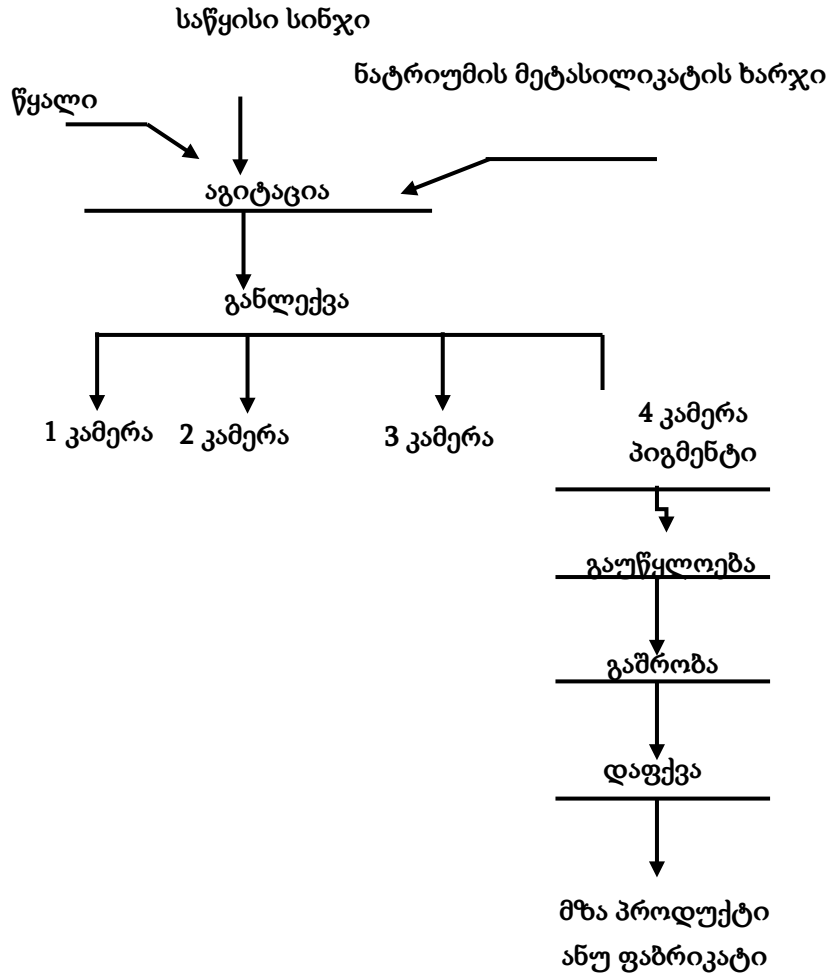 საწყისი სინჯი
ნატრიუმის მეტასილიკატის ხარჯი
წყალი
აგიტაცია
განლექვა
1 კამერა 2 კამერა 3 კამერა 4 კამერა
პიგმენტი
გაუწყლოება
გაშრობა
დაფქვა
მზა პროდუქტი
ანუ ფაბრიკატი